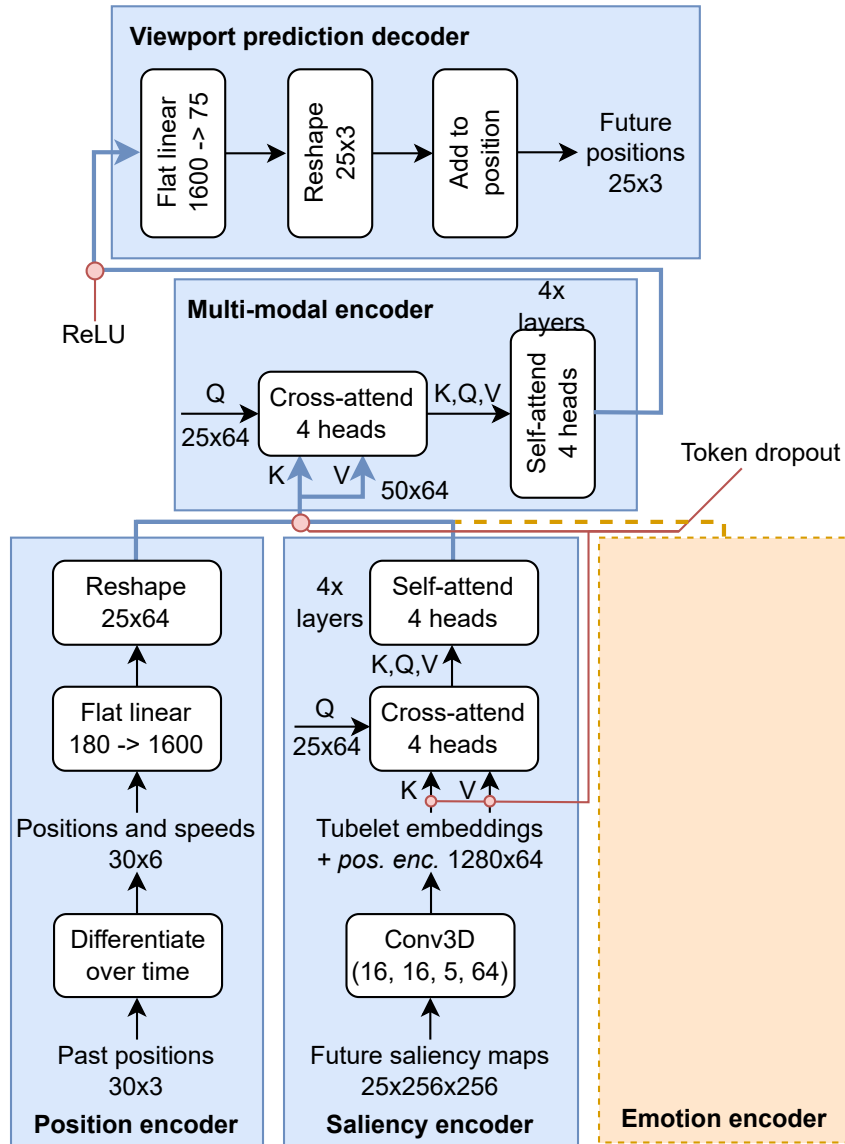 Viewport prediction decoder
Flat linear
1600 -> 75
Reshape
25x3
Add to
position
Future
positions
25x3
ReLU
Multi-modal encoder
4x
layers
Q
25x64
Cross-attend
4 heads
K,Q,V
Self-attend
4 heads
K
V
50x64
Token dropout
Reshape
25x64
Flat linear
180 -> 1600
Positions and speeds
30x6
Differentiate
over time
Past positions
30x3
Position encoder
4x
layers
Self-attend
4 heads
K,Q,V
Q
25x64
Cross-attend
4 heads
K
V
Tubelet embeddings
+ pos. enc. 1280x64
Conv3D
(16, 16, 5, 64)
Future saliency maps
25x256x256
Saliency encoder
Emotion encoder